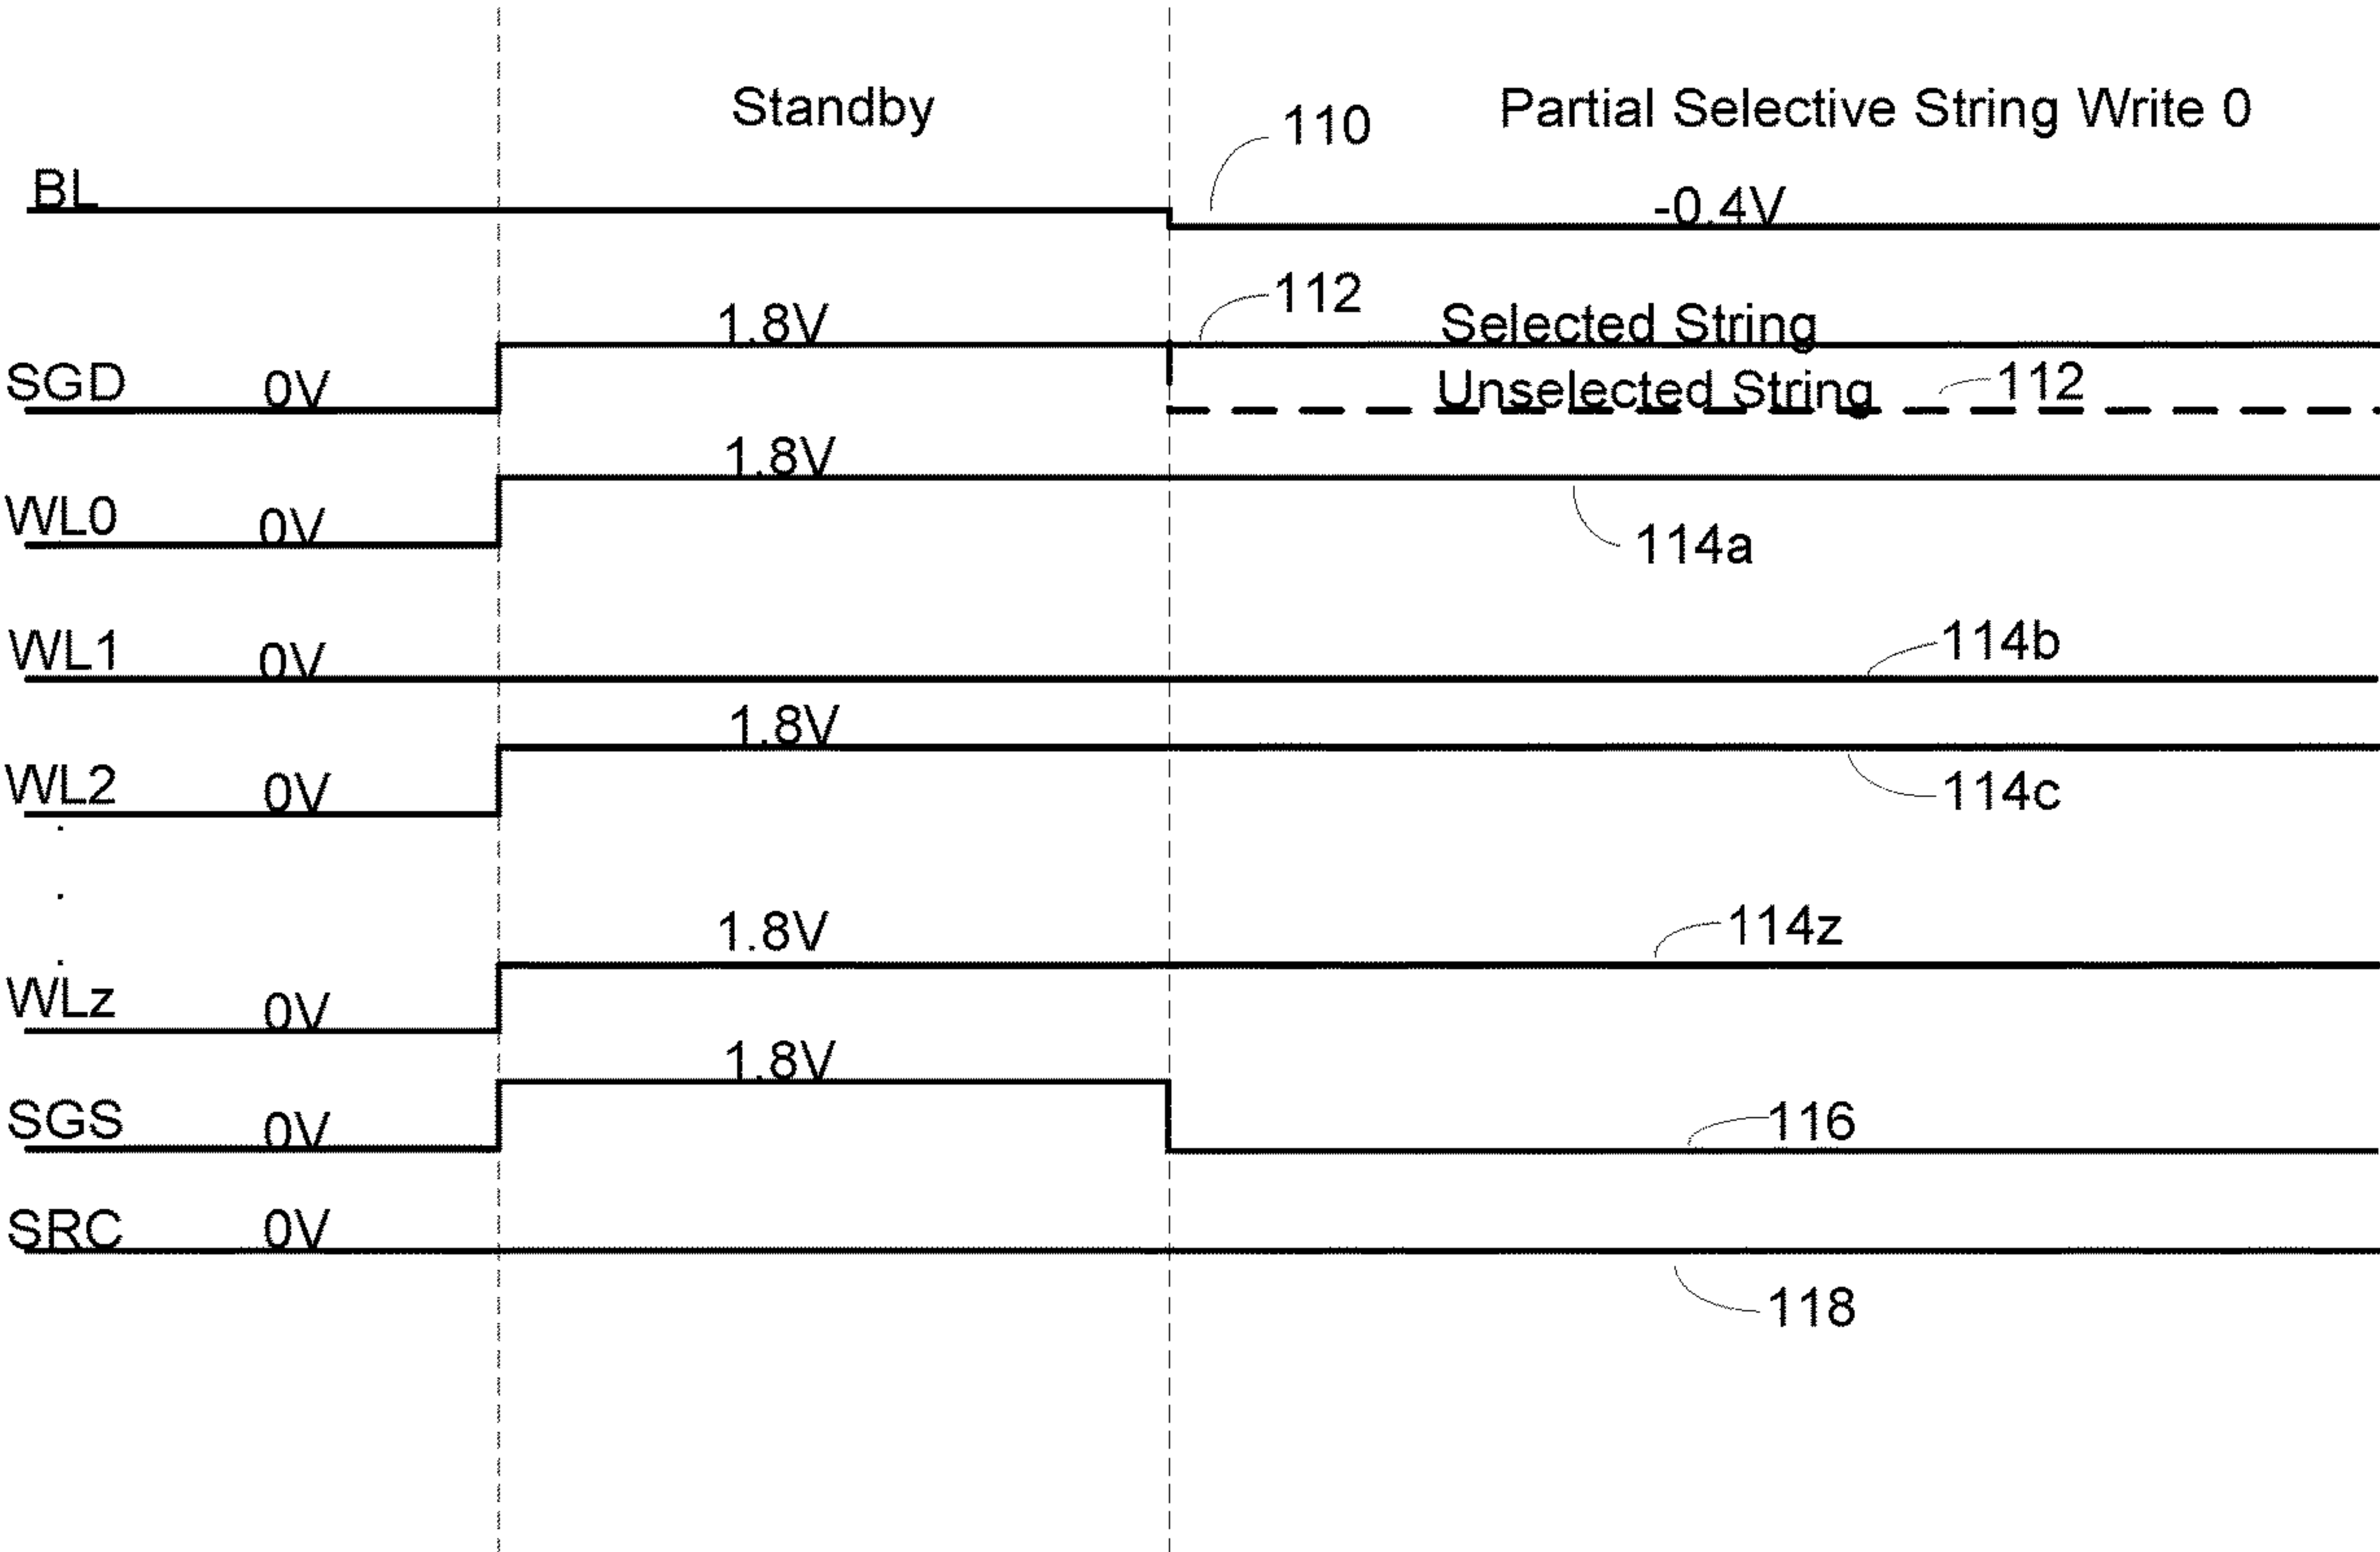 Standby
Partial Selective String Write 0
110
BL
-0.4V
112
1.8V
Selected String
SGD
0V
Unselected String
112
1.8V
WL0
0V
114a
WL1
0V
114b
1.8V
WL2
0V
114c
.
.
1.8V
114z
.
WLz
0V
1.8V
SGS
0V
116
SRC
0V
118